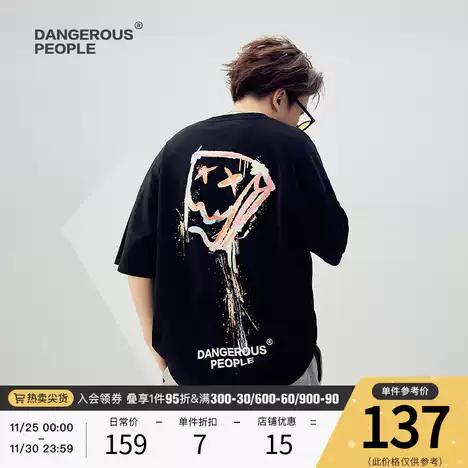 DANGEROUS®
PEOPLE
DANGEROUS®
PEOPLE
热卖尖货 入会领券 叠享1件95折&满300-30/600-60/900-90
11/25 00:00
11/30 23:59
日常价 单件折扣 店铺优惠
159 - 7 - 15 =
单件参考价
137
(此价格仅供参考)